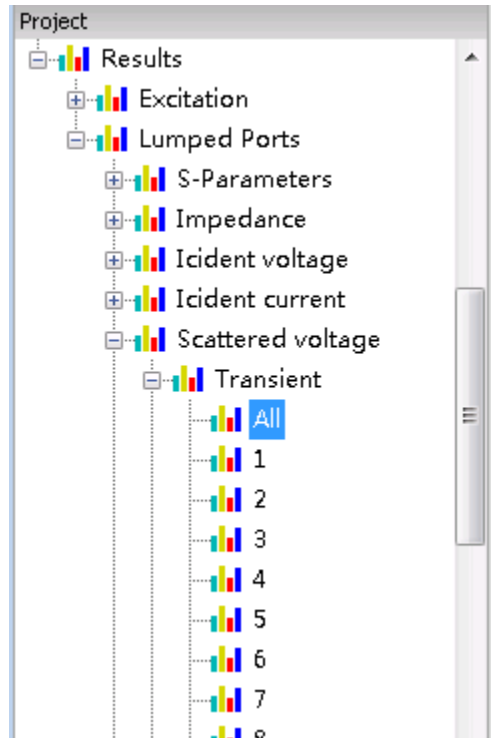 Project
Results
Excitation
Lumped Ports
S-Parameters
Impedance
Icident voltage
Icident current
Scattered voltage
Transient
All
1
2
3
4
5
6
7